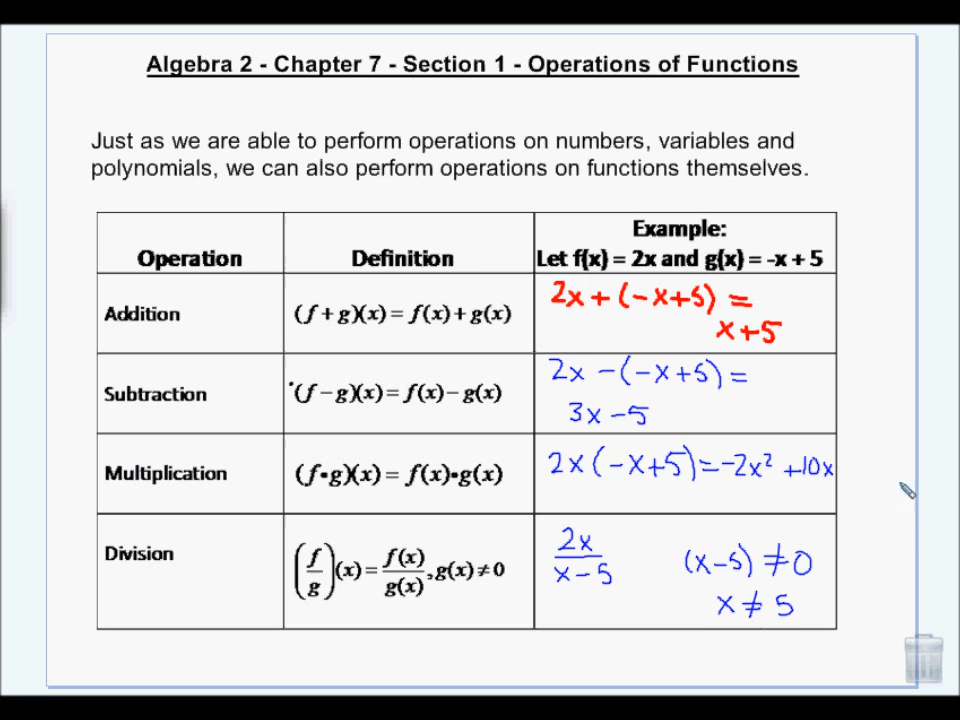 Algebra 2 - Chapter 7 - Section 1 - Operations of Functions
Just as we are able to perform operations on numbers, variables and
polynomials, we can also perform operations on functions themselves.
Operation
Definition
Example:
Let f(x) = 2x and g(x) = -x + 5
Addition
(f + g)(x) = f(x) + g(x)
2x + (-x+5) =
x+5
Subtraction
(f − g)(x) = f(x) − g(x)
2x - (-x+5) =
3x - 5
Multiplication
(f•g)(x) = f(x)•g(x)
2x(-x+5) = -2x² + 10x
Division
(f/g)(x) = f(x)/g(x), g(x) ≠ 0
2x/x-5
(x-5) ≠ 0
x ≠ 5